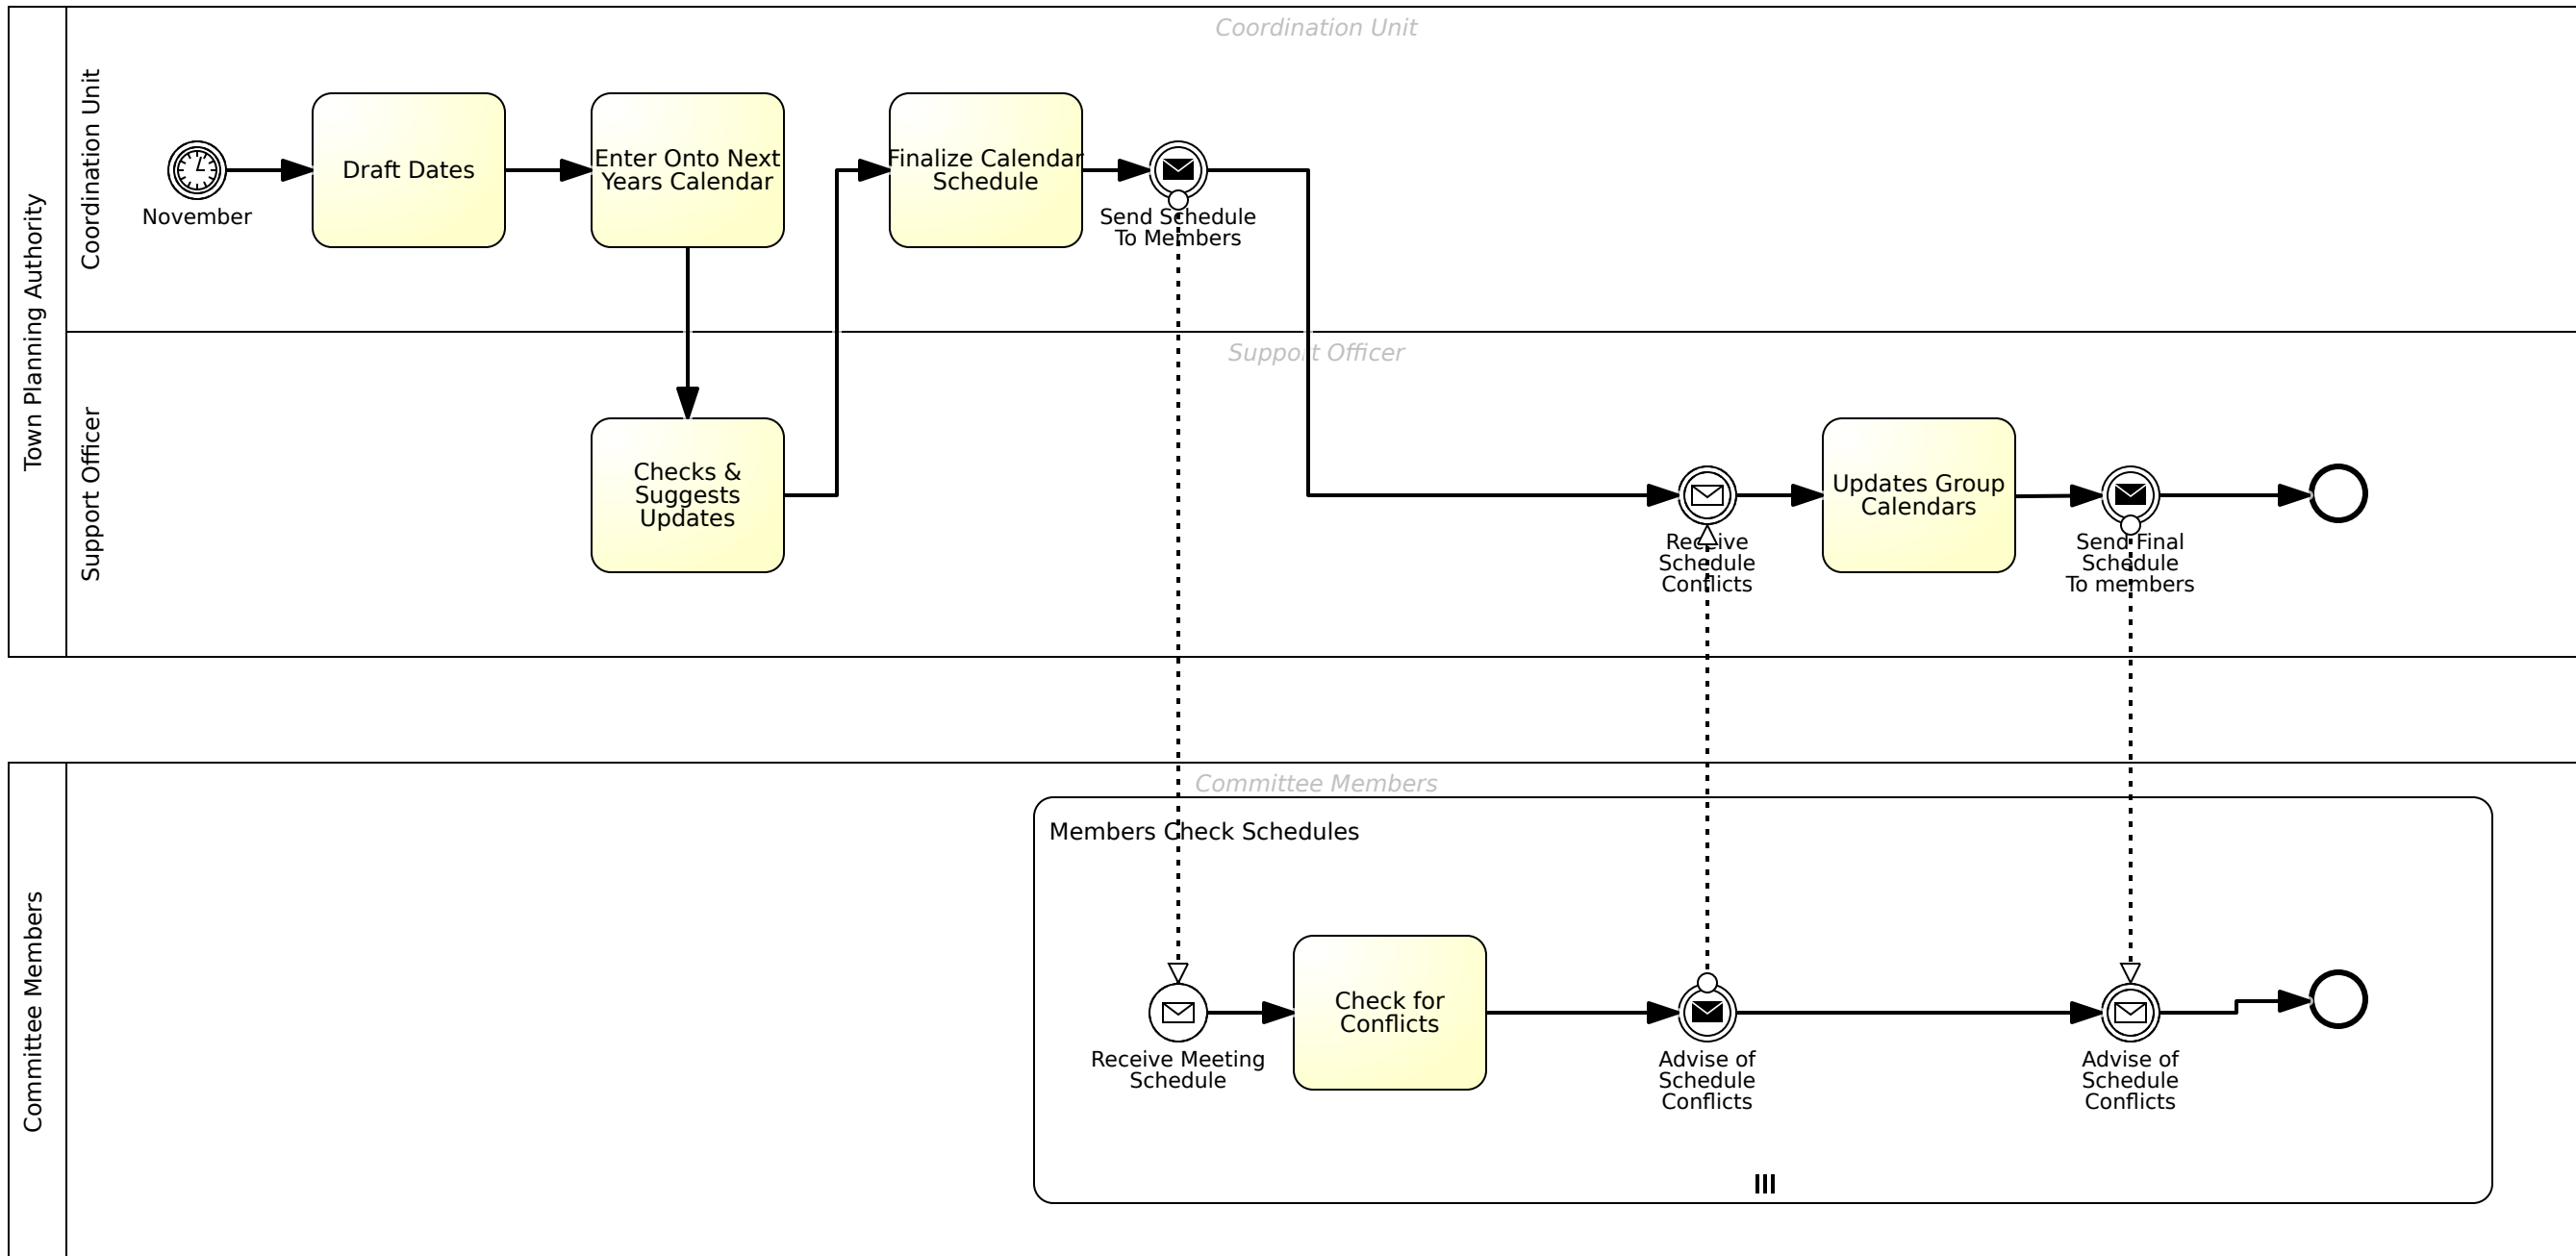 Coordination Unit
Town Planning Authority
Coordination Unit
November
Draft Dates
Enter Onto Next
Years Calendar
Finalize Calendar
Schedule
Send Schedule
To Members
Support Officer
Support Officer
Checks &
Suggests
Updates
Receive
Schedule
Conflicts
Updates Group
Calendars
Send Final
Schedule
To members
Committee Members
Committee Members
Members Check Schedules
Receive Meeting
Schedule
Check for
Conflicts
Advise of
Schedule
Conflicts
Advise of
Schedule
Conflicts